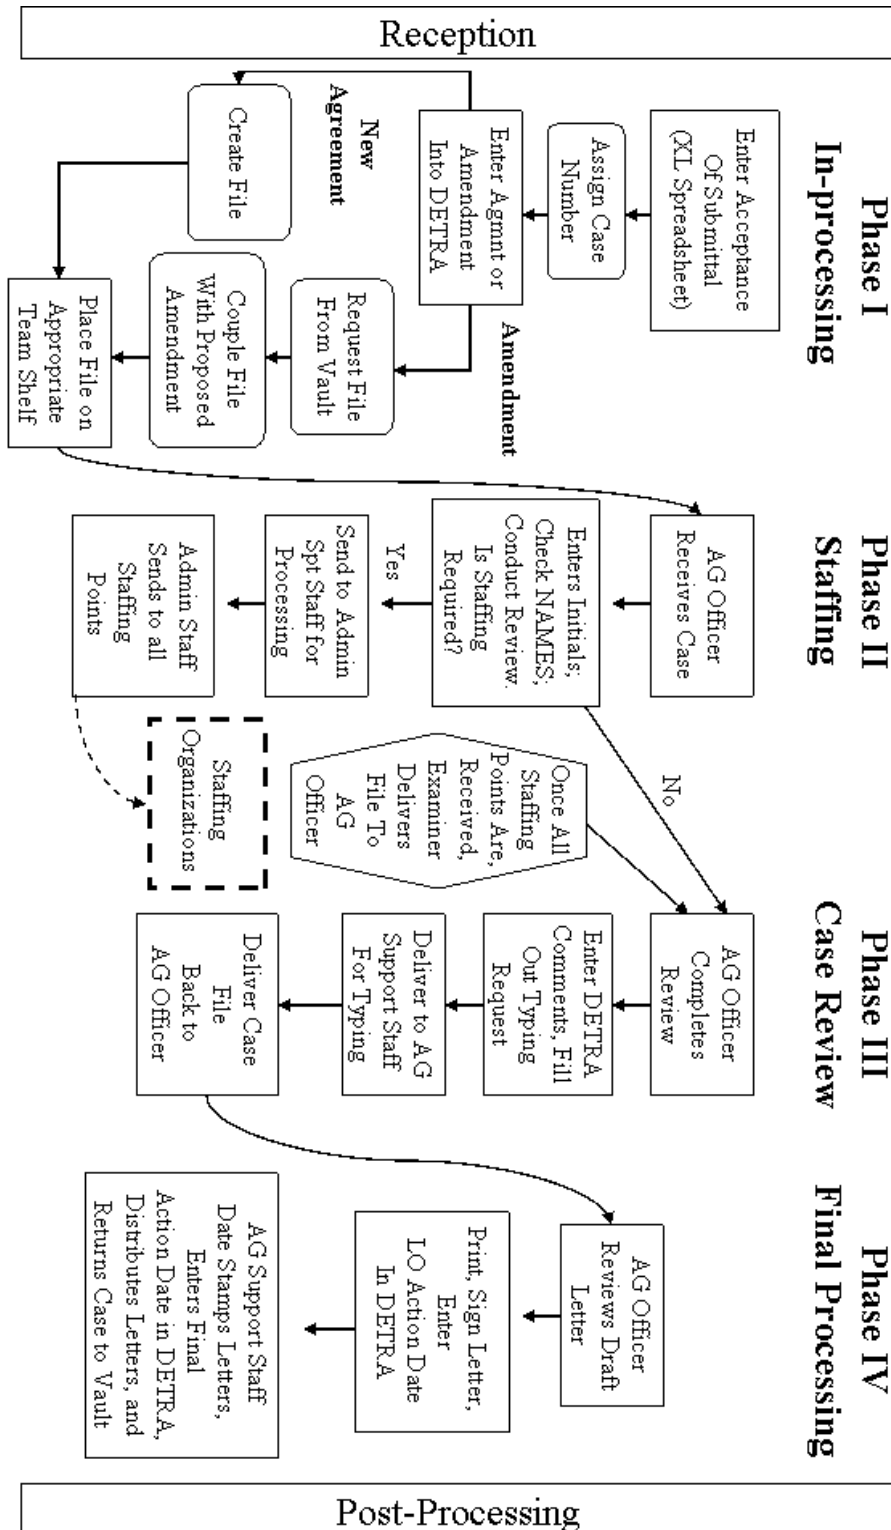 Reception
Phase I
In-processing
Enter Acceptance
Of Submittal
(XL Spreadsheet)
Assign Case
Number
Enter Agmnt or
Amendment
Into DETRA
New
Agreement
Create File
Amendment
Request File
From Vault
Couple File
With Proposed
Amendment
Place File on
Appropriate
Team Shelf
Phase II
Staffing
AG Officer
Receives Case
Enters Initials;
Check NAMES;
Conduct Review.
Is Staffing
Required?
Yes
No
Send to Admin
Spt Staff for
Processing
Admin Staff
Sends to all
Staffing
Points
Staffing
Organizations
Once All
Staffing
Points Are,
Received,
Examiner
Delivers
File To
AG
Officer
Phase III
Case Review
AG Officer
Completes
Review
Enter DETRA
Comments, Fill
Out Typing
Request
Deliver to AG
Support Staff
For Typing
Deliver Case
File
Back to
AG Officer
Phase IV
Final Processing
AG Officer
Reviews Draft
Letter
Print, Sign Letter,
Enter
LO Action Date
In DETRA
AG Support Staff
Date Stamps Letters,
Enters Final
Action Date in DETRA,
Distributes Letters, and
Returns Case to Vault
Post-Processing